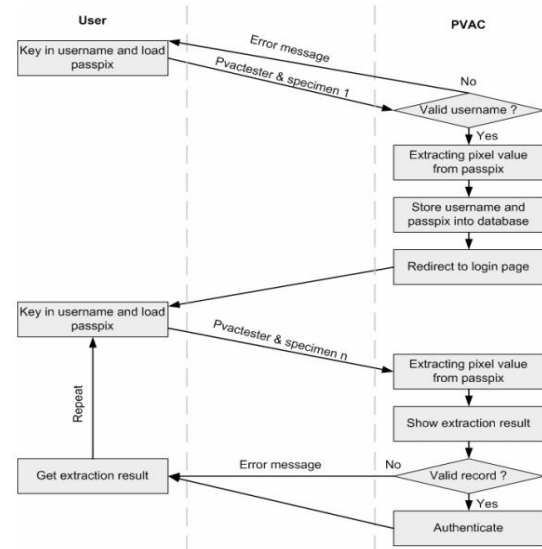 User
PVAC
Error message
Key in username and load
passpix
No
Pvactester & specimen 1
Valid username ?
Yes
Extracting pixel value
from passpix
Store username and
passpix into database
Redirect to login page
Key in username and load
passpix
Pvactester & specimen n
Extracting pixel value
from passpix
Repeat
Show extraction result
Get extraction result
Error message
No
Valid record ?
Yes
Authenticate